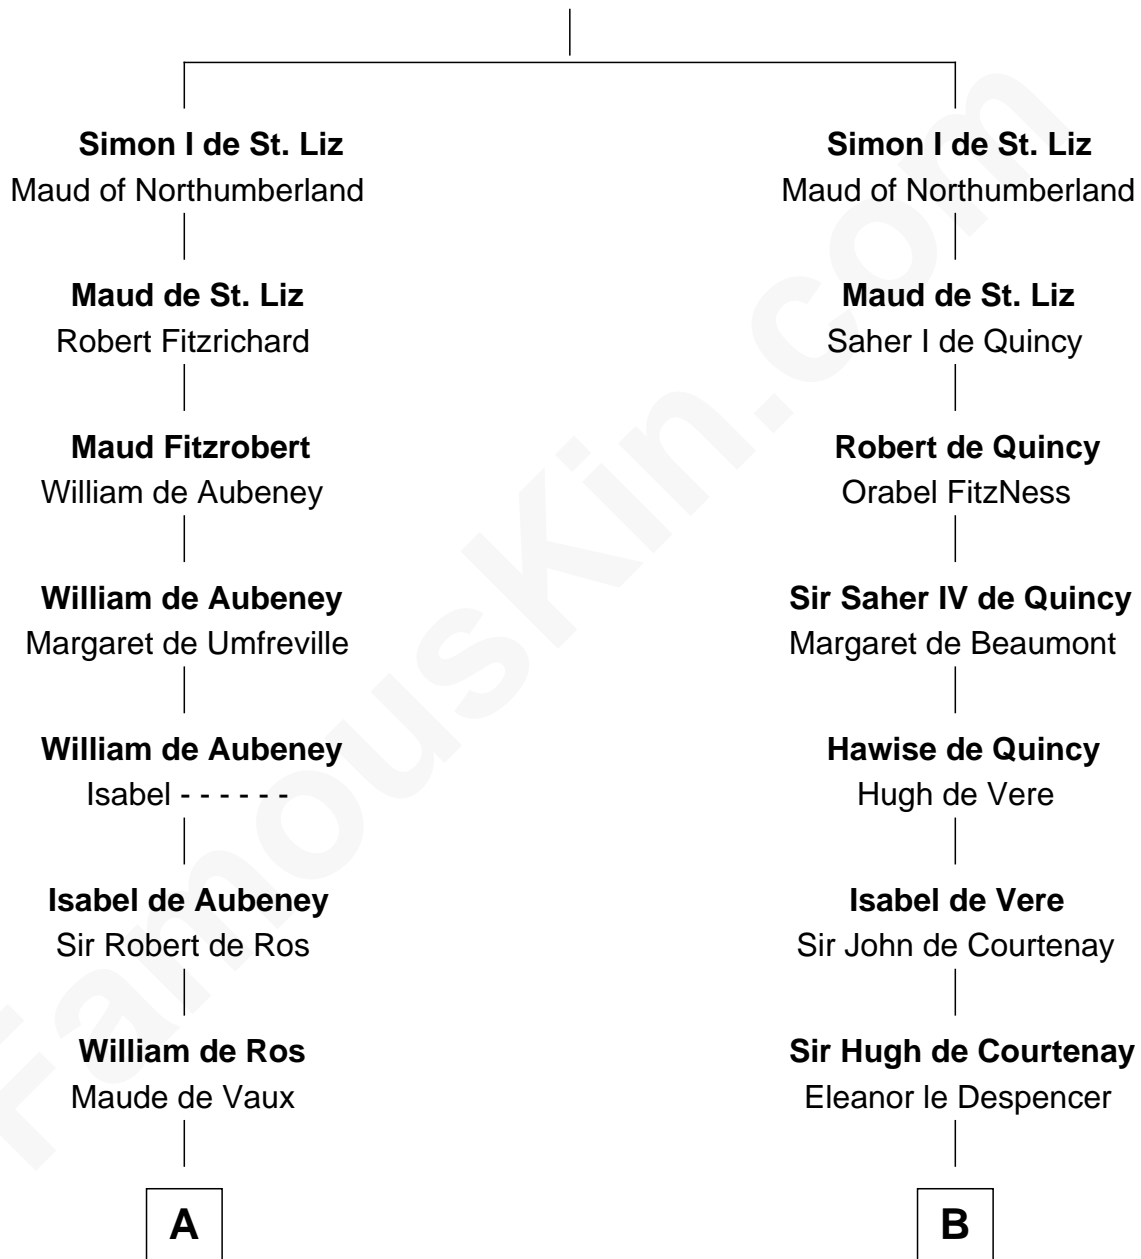 Simon I de St. Liz
Maud of Northumberland
Maud de St. Liz
Robert Fitzrichard
Maud Fitzrobert
William de Aubeney
William de Aubeney
Margaret de Umfreville
William de Aubeney
Isabel - - - - - -
Isabel de Aubeney
Sir Robert de Ros
William de Ros
Maude de Vaux
A
Simon I de St. Liz
Maud of Northumberland
Maud de St. Liz
Saher I de Quincy
Robert de Quincy
Orabel FitzNess
Sir Saher IV de Quincy
Margaret de Beaumont
Hawise de Quincy
Hugh de Vere
Isabel de Vere
Sir John de Courtenay
Sir Hugh de Courtenay
Eleanor le Despencer
B
FamousKin.com